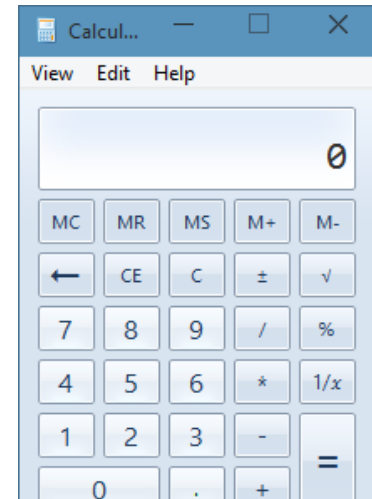 Calcul...
View Edit Help
0
MC MR MS M+ M-
← CE C ± √
7 8 9 / %
4 5 6 * 1/x
1 2 3 - =
0 . +